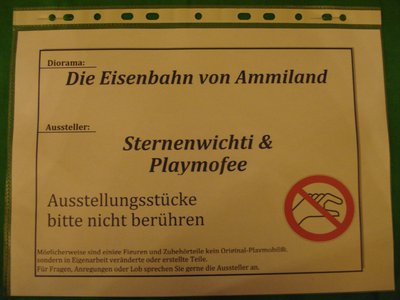 Diorama:
Die Eisenbahn von Ammiland
Aussteller:
Sternenwichti &
Playmofee
Ausstellungsstücke
bitte nicht berühren
Möglicherweise sind einige Figuren und Zubehörteile kein Original-Playmobil®,
sondern in Eigenarbeit veränderte oder erstellte Teile.
Für Fragen, Anregungen oder Lob sprechen Sie gerne die Aussteller an.